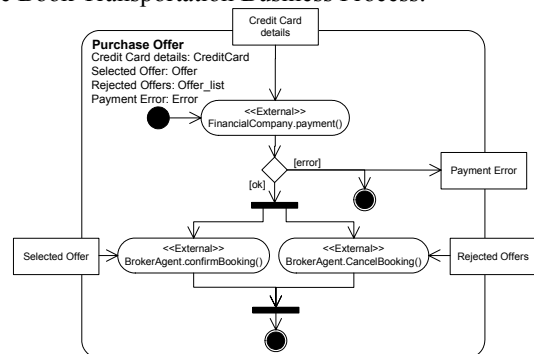 e Book Transportation Business Process.
Credit Card
details
Purchase Offer
Credit Card details: CreditCard
Selected Offer: Offer
Rejected Offers: Offer_list
Payment Error: Error
<<External>>
FinancialCompany.payment()
[error]
Payment Error
[ok]
Selected Offer
<<External>>
BrokerAgent.confirmBooking()
<<External>>
BrokerAgent.CancelBooking()
Rejected Offers